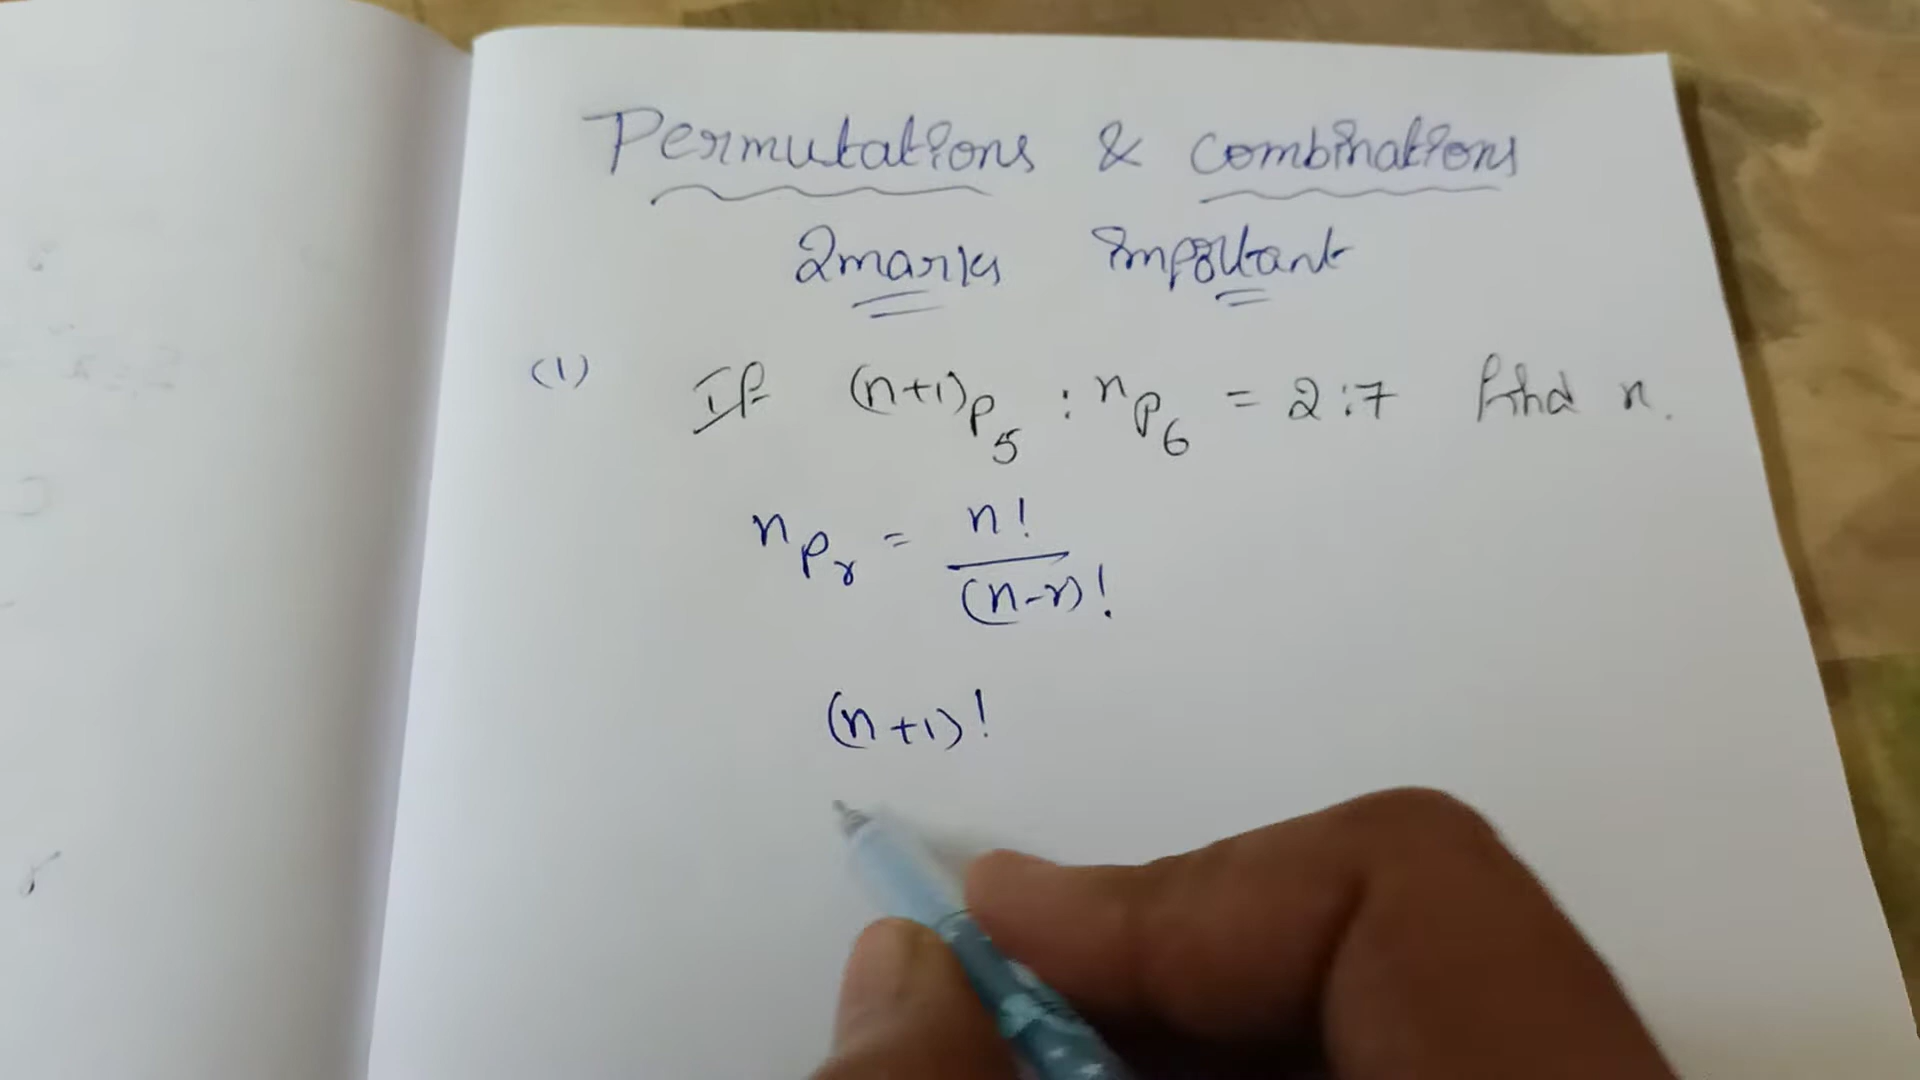 Permutations & combinations
2marks Important
(1) If (n+1)P₅ : ⁿP₆ = 2:7 find n.
ⁿPᵣ = n! / (n-r)!
(n+1)!